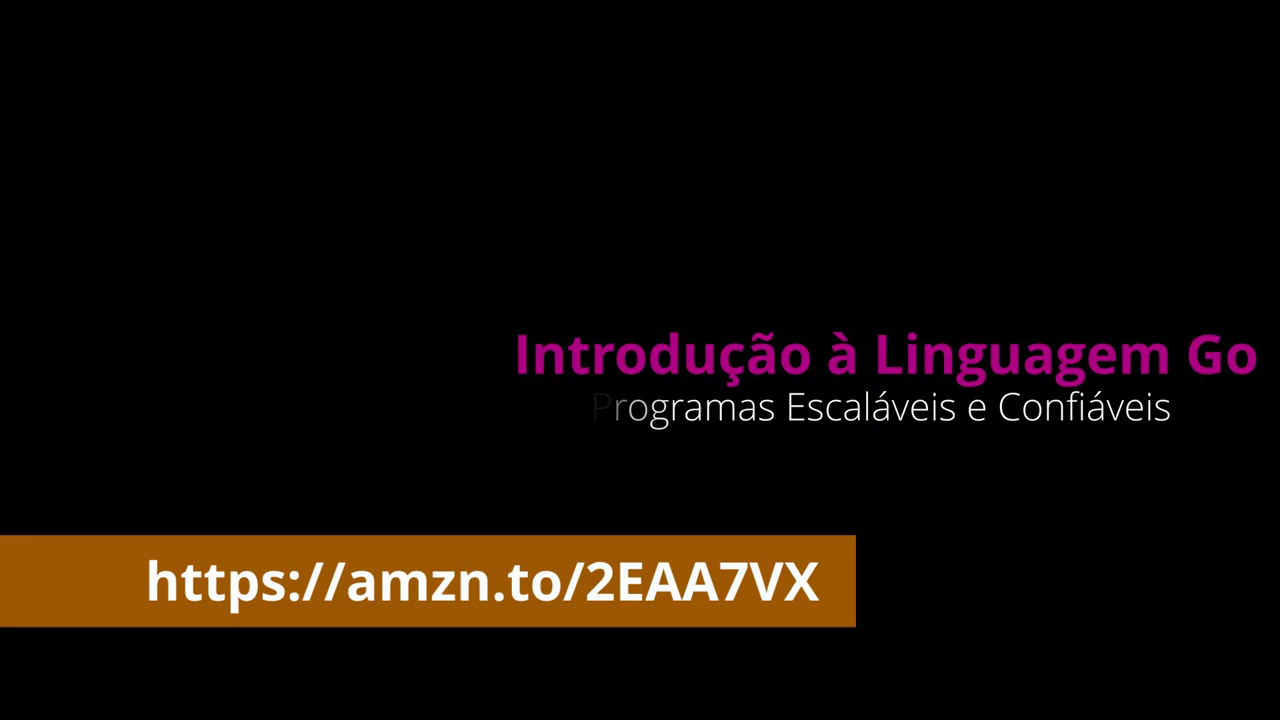 Introdução à Linguagem Go
Programas Escaláveis e Confiáveis
https://amzn.to/2EAA7VX